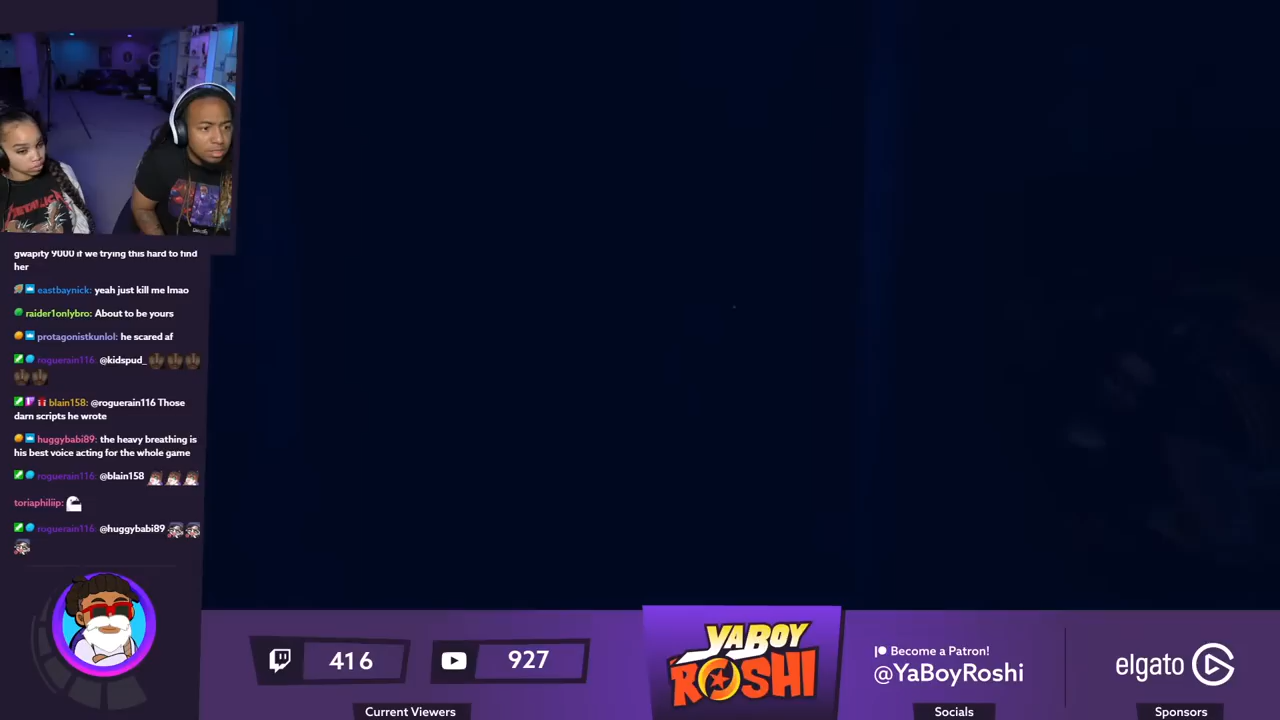 METALLICA
gwapity 9000 if we trying this hard to find
her
eastbaynick: yeah just kill me lmao
raider1onlybro: About to be yours
protagonistkunlol: he scared af
roguerain116: @kidspud_
blain158: @roguerain116 Those
darn scripts he wrote
huggybabi89: the heavy breathing is
his best voice acting for the whole game
roguerain116: @blain158
toriaphiliip:
roguerain116: @huggybabi89
416
927
Current Viewers
YABOY
ROSHI
Become a Patron!
@YaBoyRoshi
Socials
elgato
Sponsors